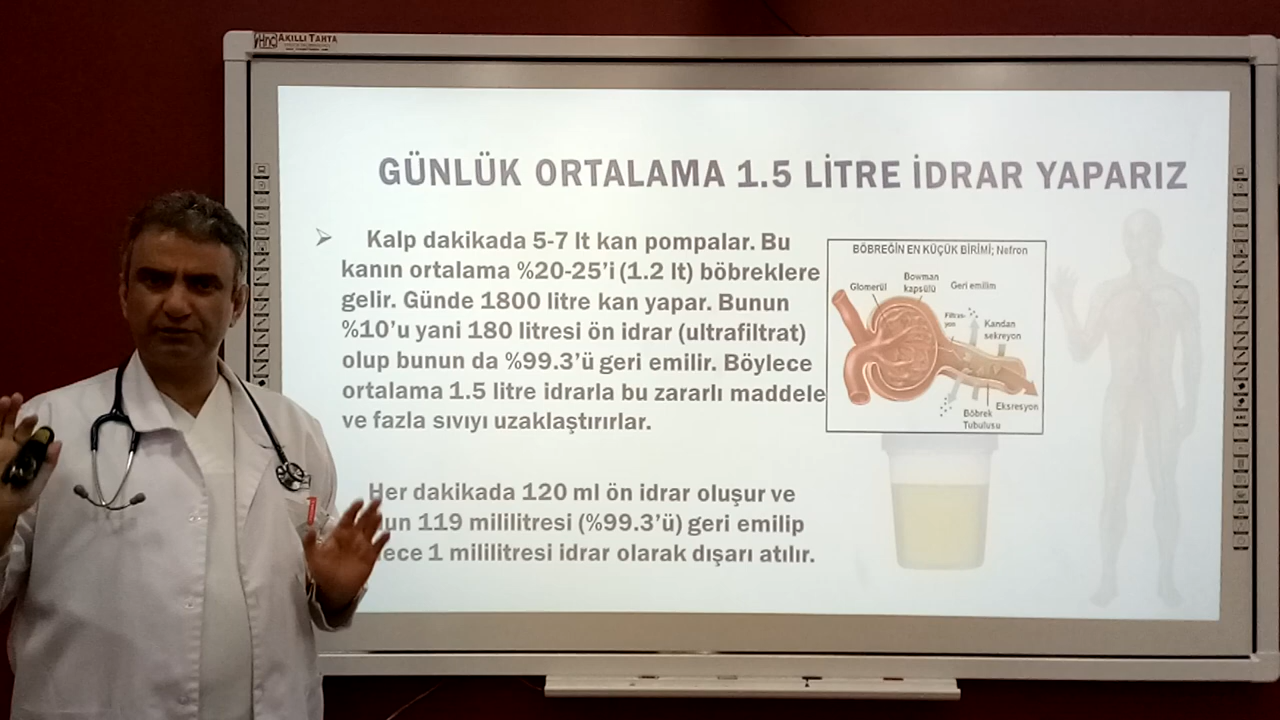 AKILLI TAHTA
GÜNLÜK ORTALAMA 1.5 LİTRE İDRAR YAPARIZ
Kalp dakikada 5-7 lt kan pompalar. Bu
kanın ortalama %20-25’i (1.2 lt) böbreklere
gelir. Günde 1800 litre kan yapar. Bunun
%10’u yani 180 litresi ön idrar (ultrafiltrat)
olup bunun da %99.3’ü geri emilir. Böylece
ortalama 1.5 litre idrarla bu zararlı maddele
ve fazla sıvıyı uzaklaştırırlar.
Her dakikada 120 ml ön idrar oluşur ve
119 mililitresi (%99.3’ü) geri emilip
1 mililitresi idrar olarak dışarı atılır.
BÖBREĞİN EN KÜÇÜK BİRİMİ; Nefron
Glomerül
Bowman
kapsülü
Geri emilim
Filtras-
yon
Kandan
sekreyon
Eksresyon
Böbrek
Tubulusu